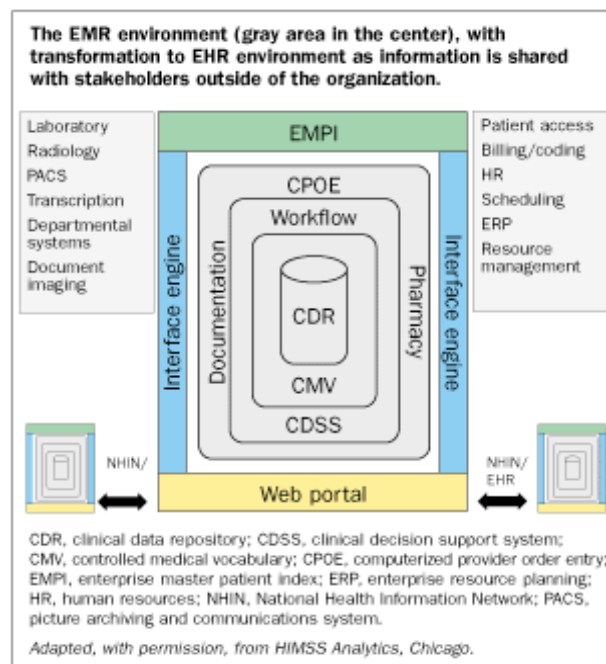 The EMR environment (gray area in the center), with
transformation to EHR environment as information is shared
with stakeholders outside of the organization.
Laboratory
Radiology
PACS
Transcription
Departmental
systems
Document
imaging
EMPI
Patient access
Billing/coding
HR
Scheduling
ERP
Resource
management
Interface engine
Documentation
CPOE
Workflow
CDR
CMV
CDSS
Pharmacy
Interface engine
Web portal
NHIN/
NHIN/
EHR
CDR, clinical data repository; CDSS, clinical decision support system;
CMV, controlled medical vocabulary; CPOE, computerized provider order entry;
EMPI, enterprise master patient index; ERP, enterprise resource planning;
HR, human resources; NHIN, National Health Information Network; PACS,
picture archiving and communications system.
Adapted, with permission, from HIMSS Analytics, Chicago.